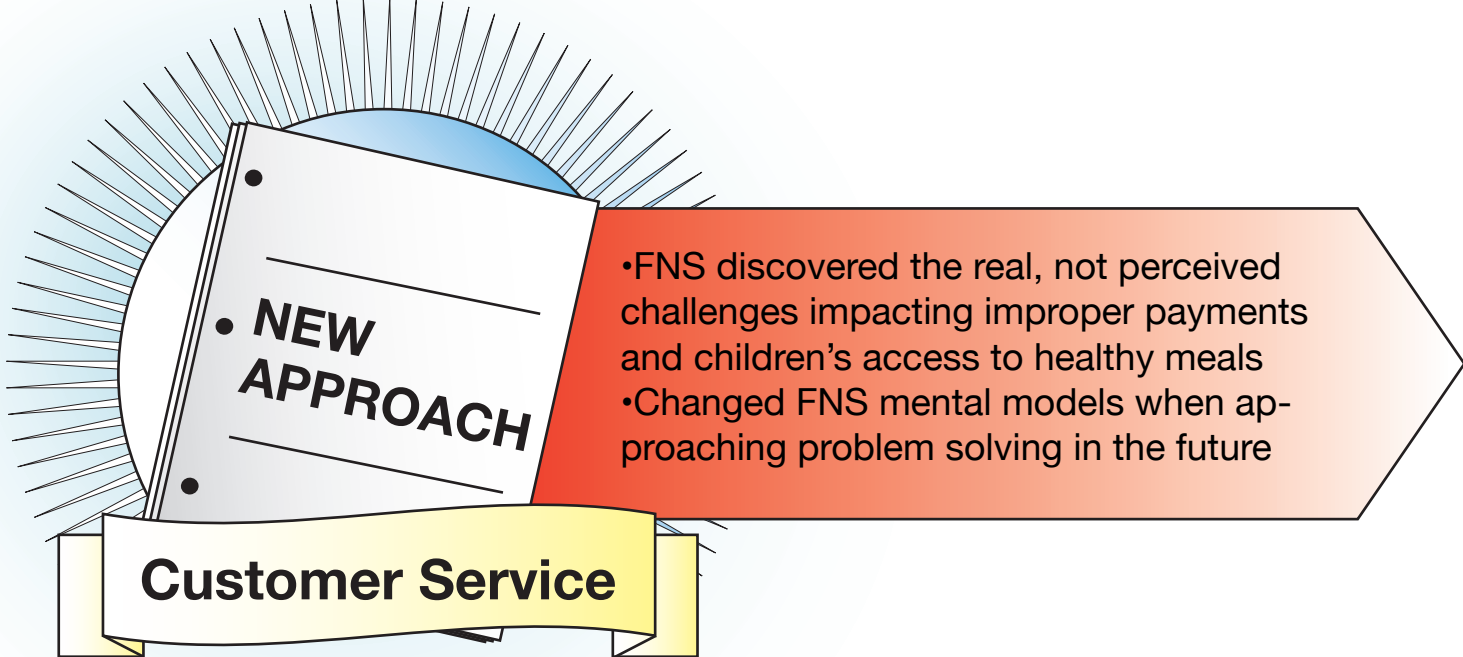 NEW
APPROACH
Customer Service
•FNS discovered the real, not perceived
challenges impacting improper payments
and children’s access to healthy meals
•Changed FNS mental models when ap-
proaching problem solving in the future